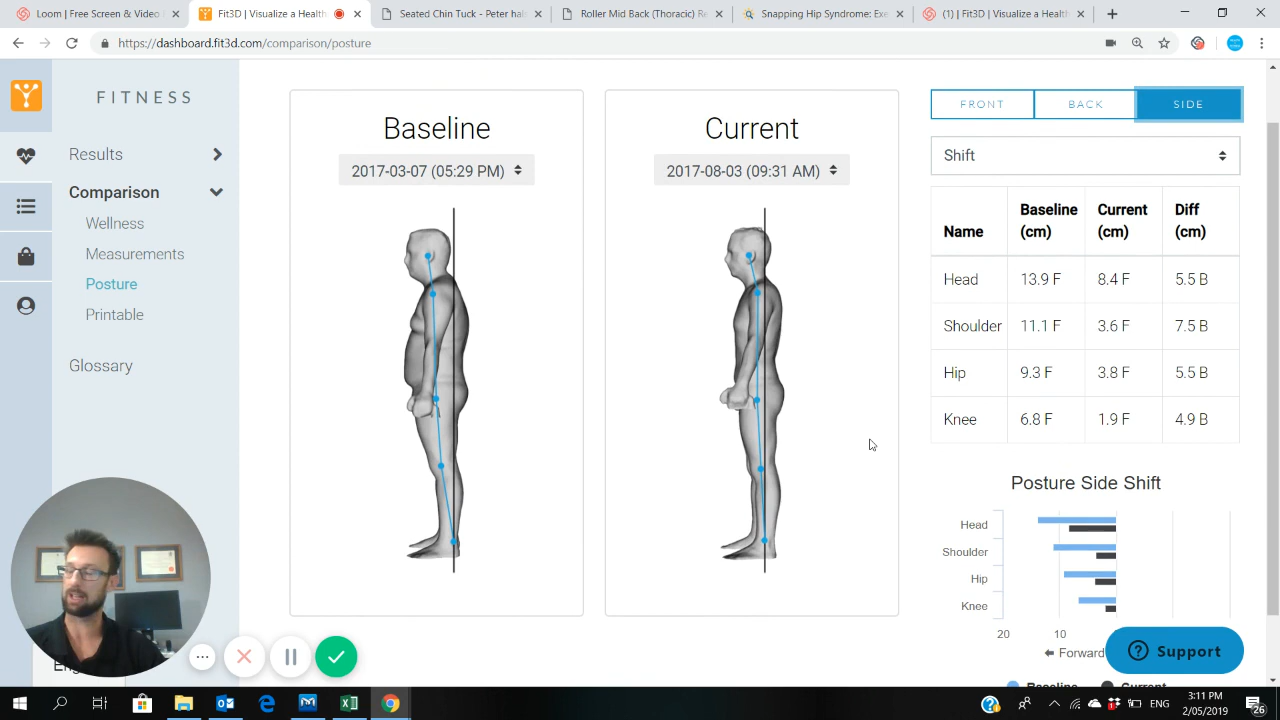 Loom | Free Screen & Video S
Fit3D | Visualize a Health
Seated Chin Tuck - Peter hal
Roller Mid Back (Thoracic) Re
Snapping Hip Syndrome: Exe
(1) | Fit3D | Visualize a Health
https://dashboard.fit3d.com/comparison/posture
FITNESS
Results
Comparison
Wellness
Measurements
Posture
Printable
Glossary
Baseline
2017-03-07 (05:29 PM)
Current
2017-08-03 (09:31 AM)
FRONT BACK SIDE
Shift
Name Baseline (cm) Current (cm) Diff (cm)
Head 13.9 F 8.4 F 5.5 B
Shoulder 11.1 F 3.6 F 7.5 B
Hip 9.3 F 3.8 F 5.5 B
Knee 6.8 F 1.9 F 4.9 B
Posture Side Shift
Head
Shoulder
Hip
Knee
20 10
Forward
Baseline Current
Support
ENG
3:11 PM
2/05/2019
26